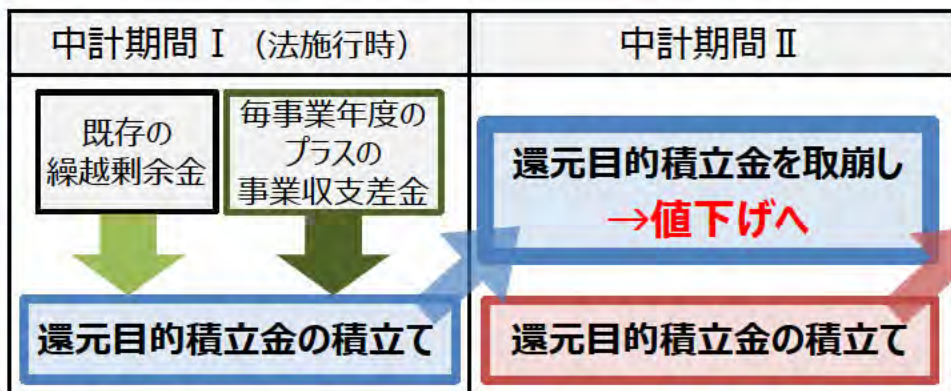 中計期間Ⅰ（法施行時）
中計期間Ⅱ
既存の
繰越剰余金
毎事業年度の
プラスの
事業収支差金
還元目的積立金を取崩し
→値下げへ
還元目的積立金の積立て
還元目的積立金の積立て